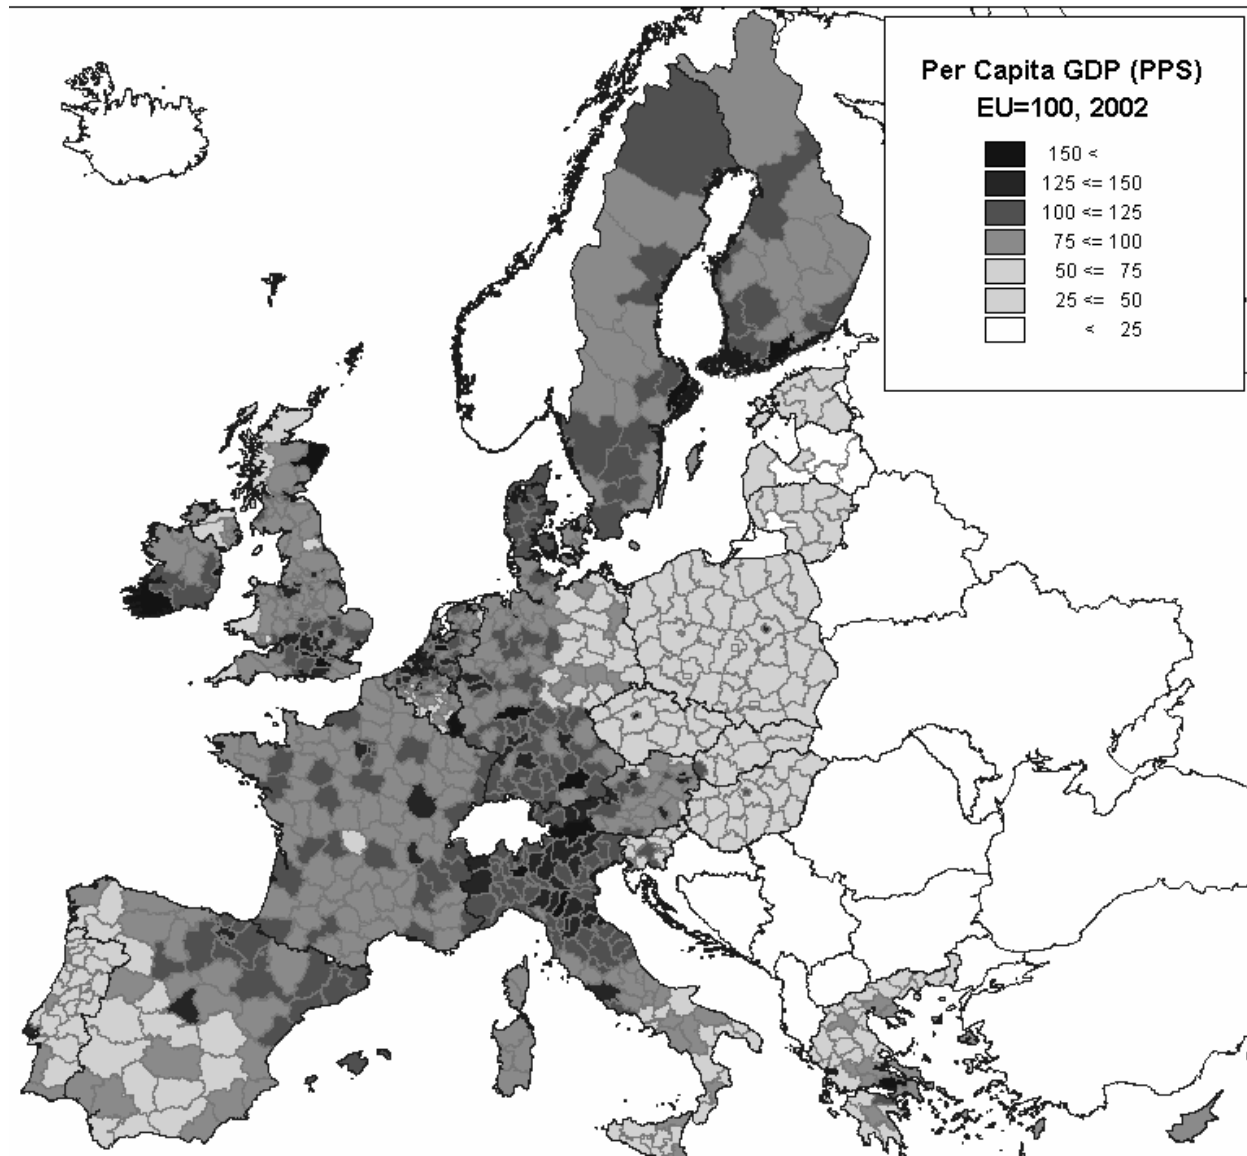 Per Capita GDP (PPS)
EU=100, 2002
150 <
125 <= 150
100 <= 125
75 <= 100
50 <= 75
25 <= 50
< 25